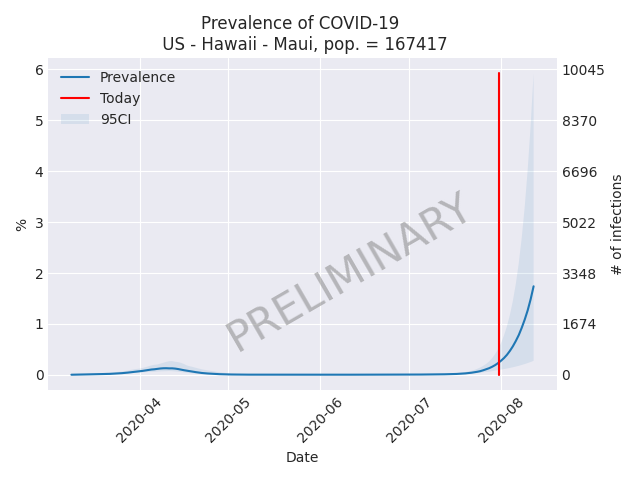 Prevalence of COVID-19
US - Hawaii - Maui, pop. = 167417
Prevalence
Today
95CI
PRELIMINARY
%
6
5
4
3
2
1
0
10045
8370
6696
5022
3348
1674
0
# of infections
2020-04
2020-05
2020-06
2020-07
2020-08
Date